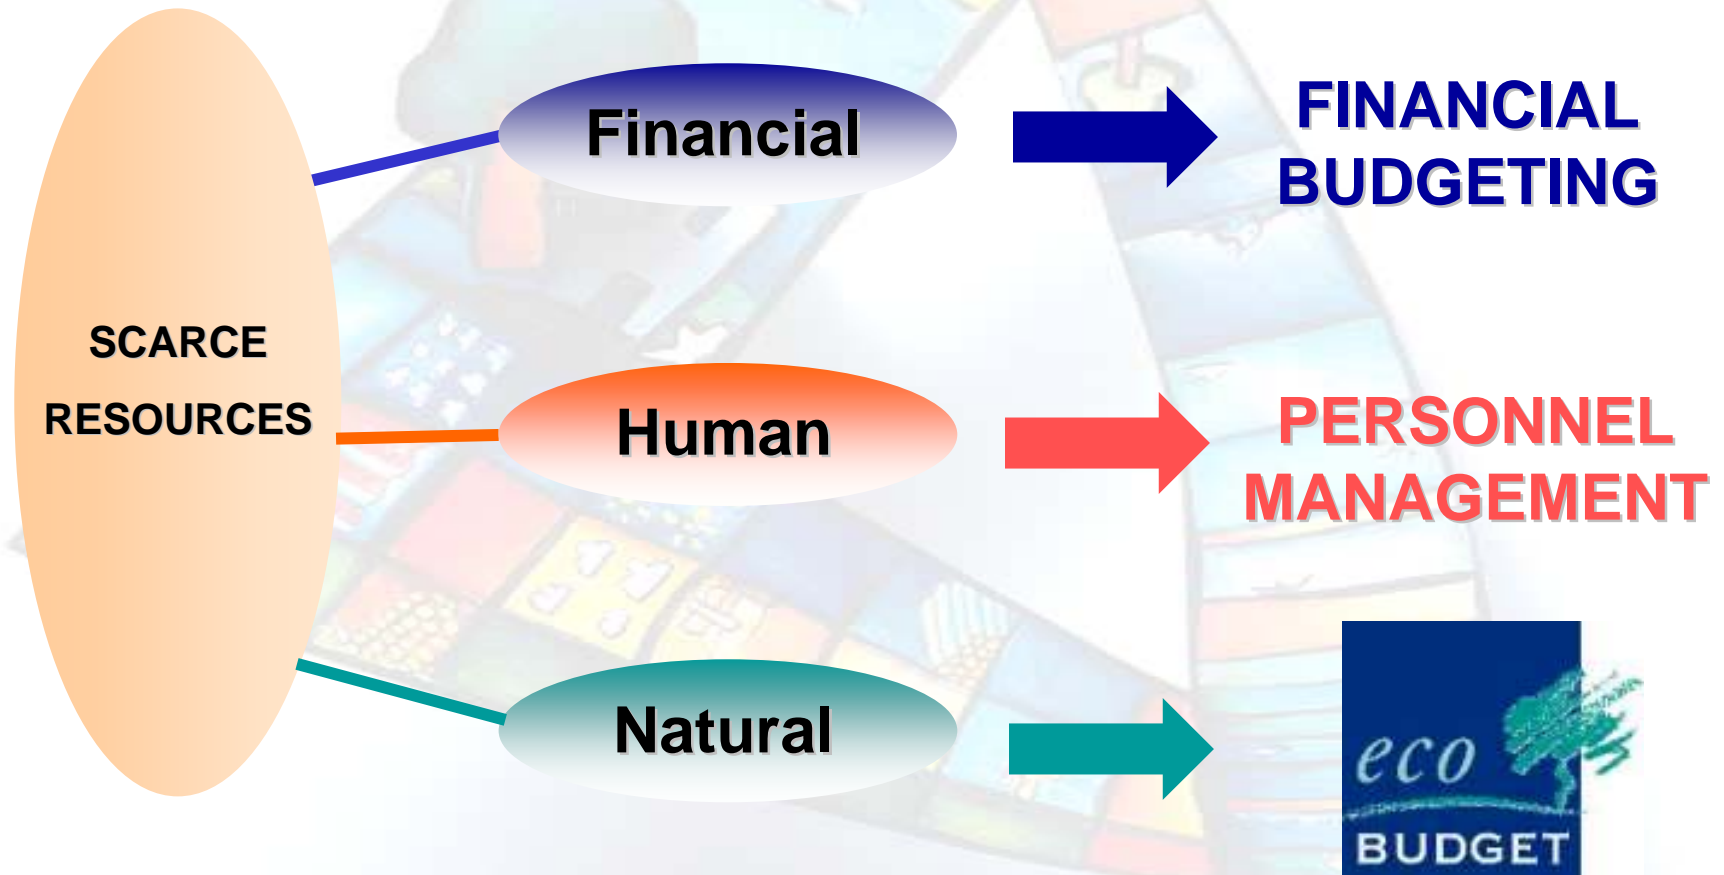 SCARCE
RESOURCES
Financial
FINANCIAL
BUDGETING
Human
PERSONNEL
MANAGEMENT
Natural
eco
BUDGET